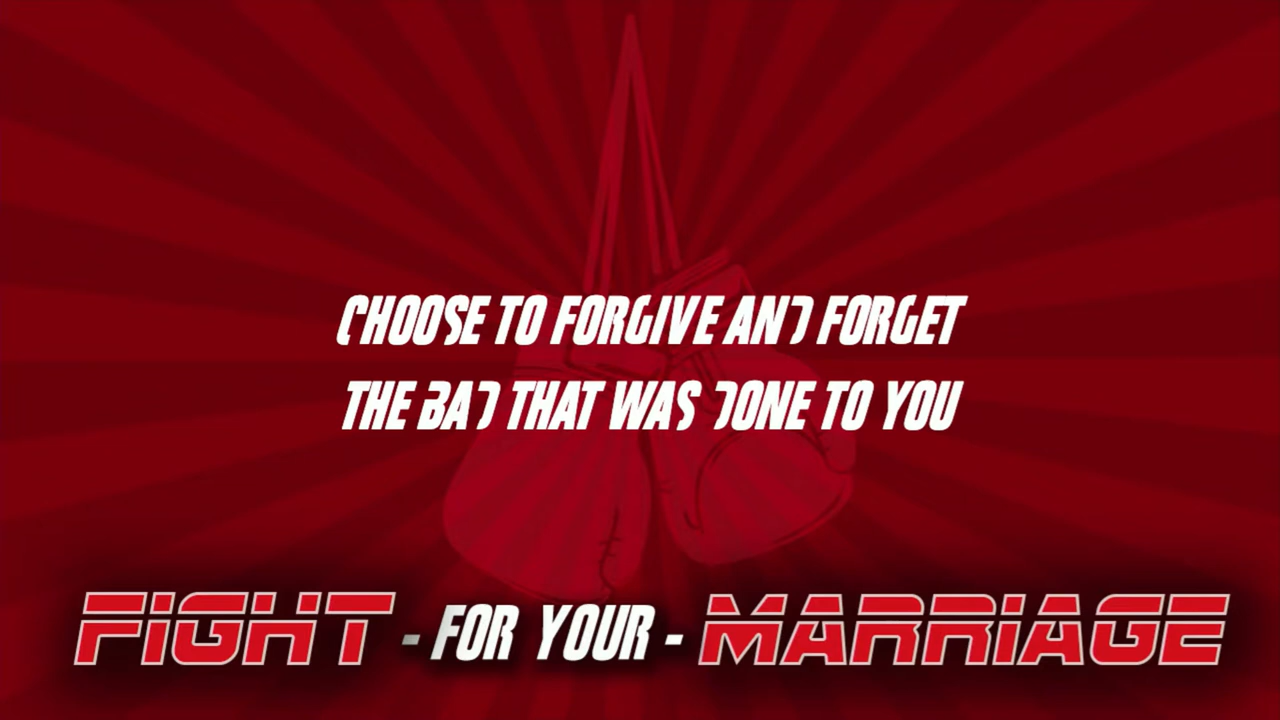 CHOOSE TO FORGIVE AND FORGET
THE BAD THAT WAS DONE TO YOU
FIGHT - FOR YOUR - MARRIAGE